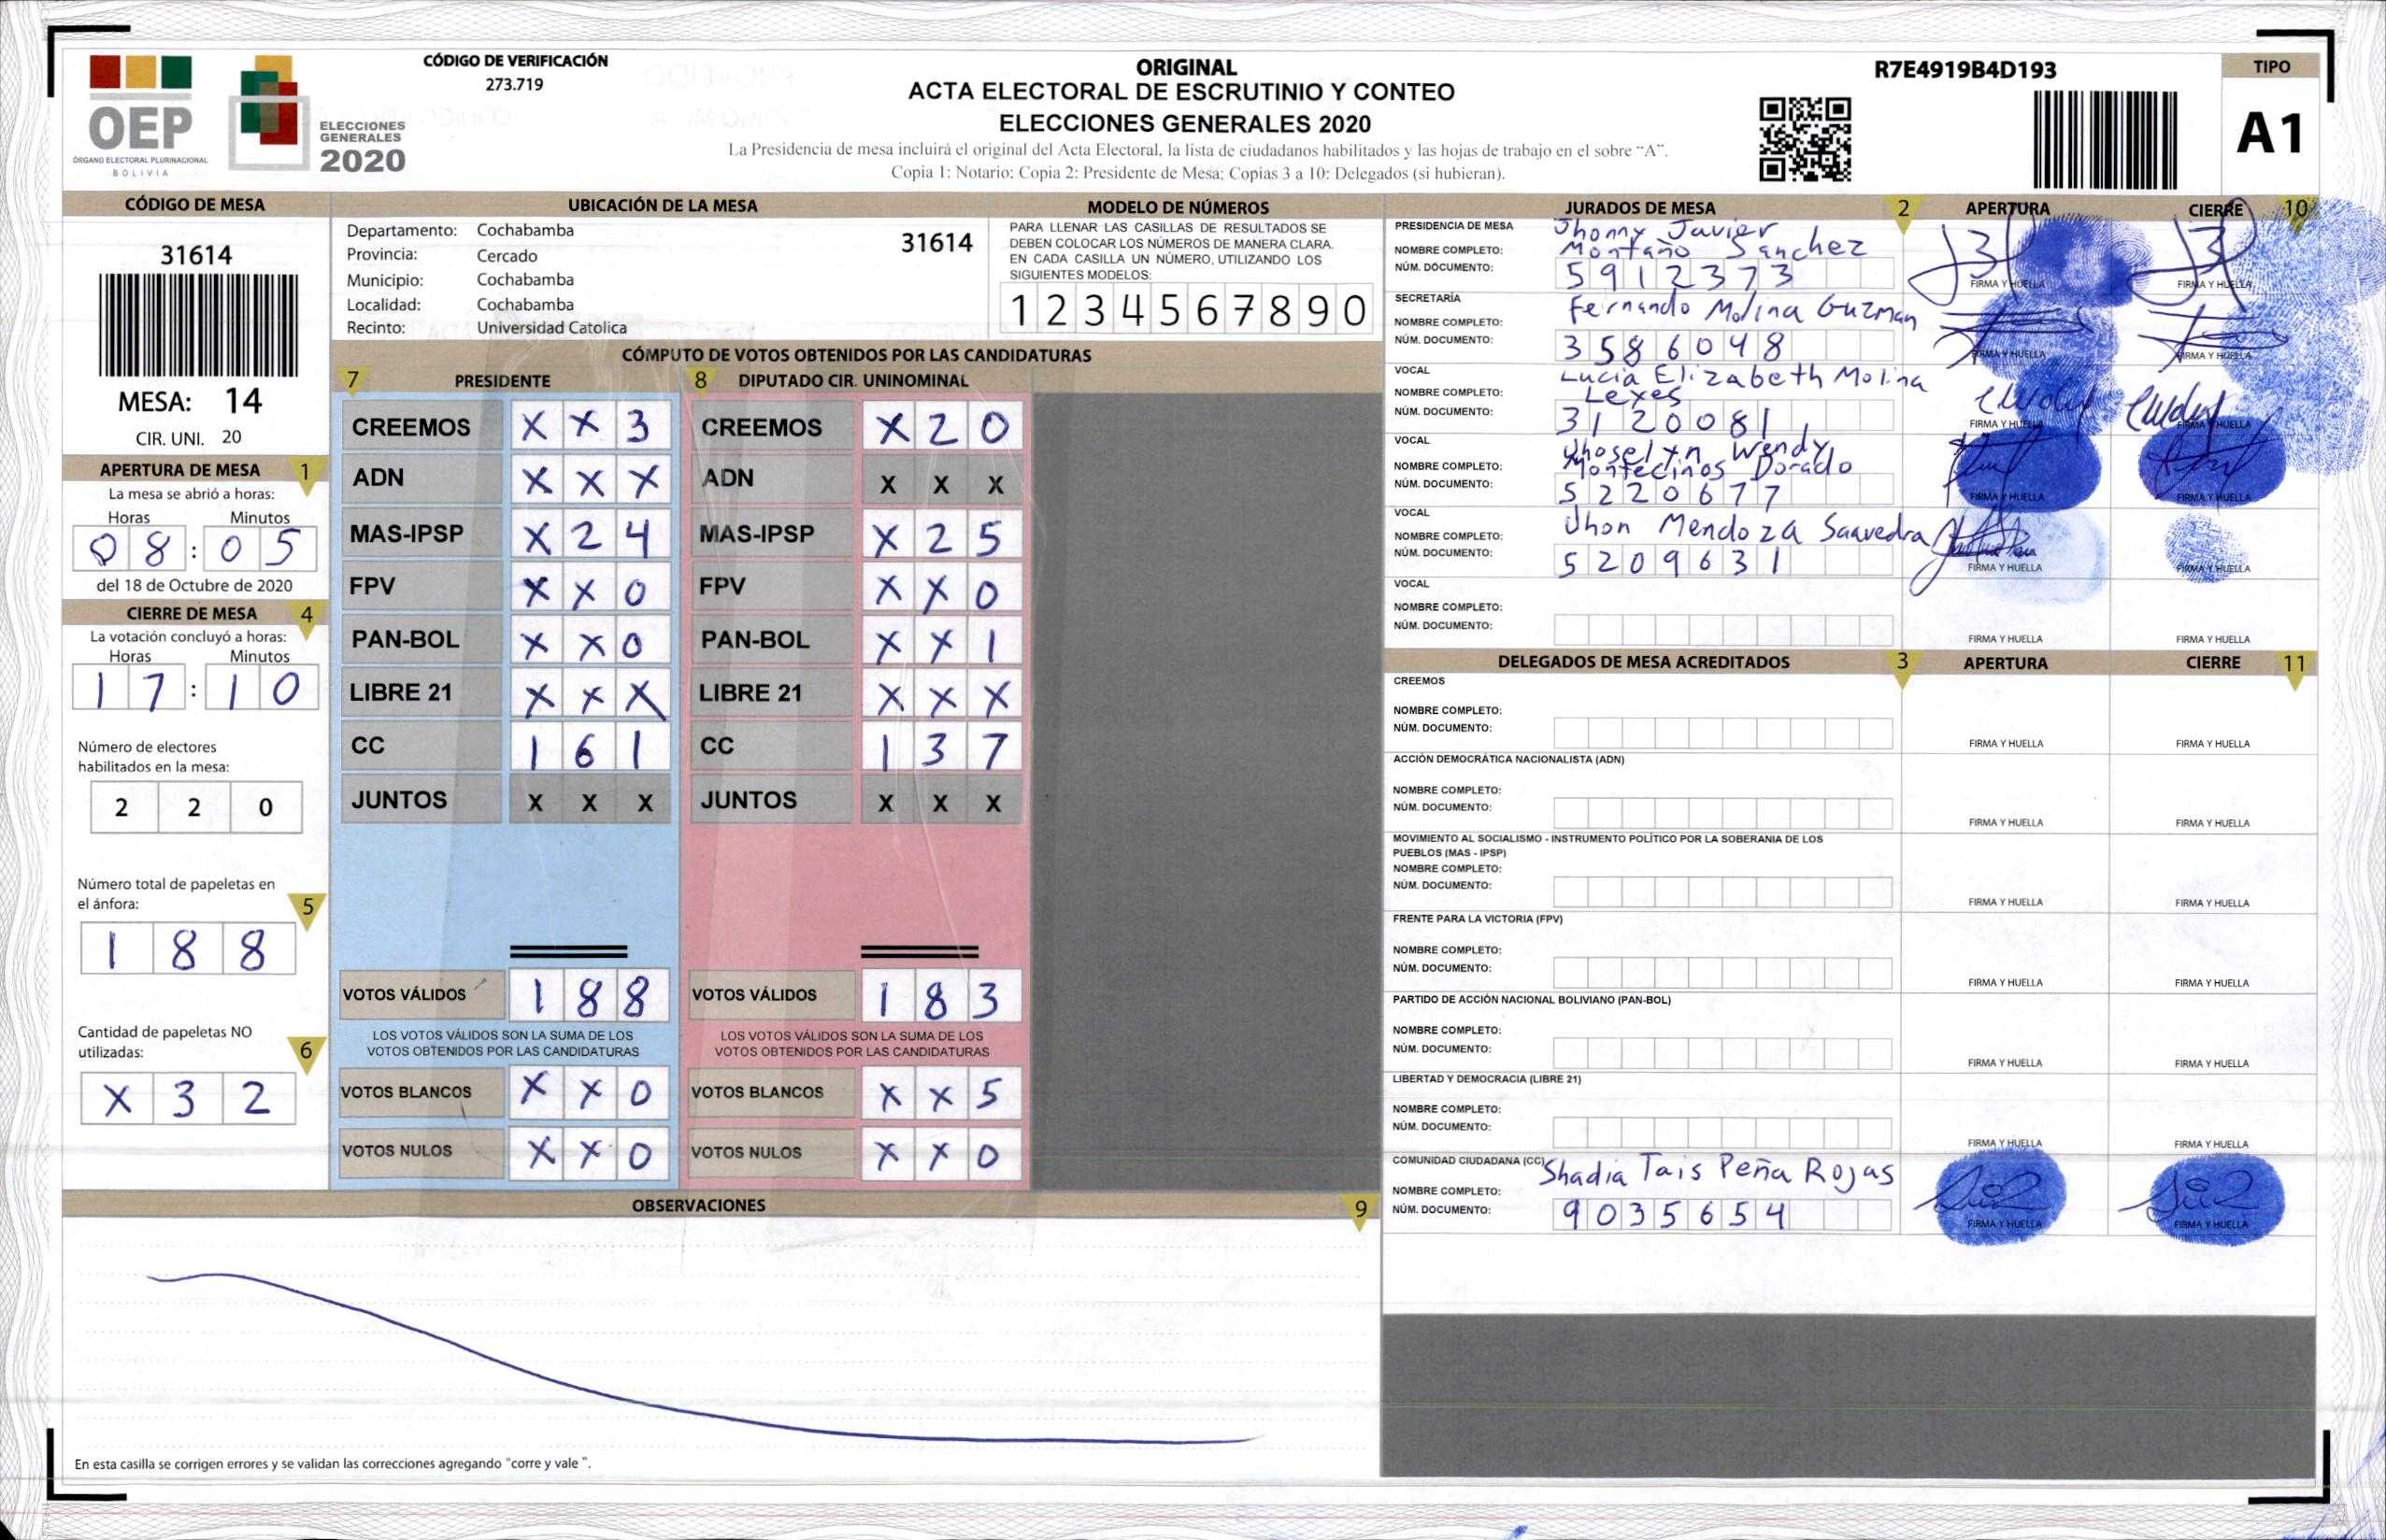 OEP
ÓRGANO ELECTORAL PLURINACIONAL
BOLIVIA
ELECCIONES
GENERALES
2020
CÓDIGO DE VERIFICACIÓN
273.719
ORIGINAL
ACTA ELECTORAL DE ESCRUTINIO Y CONTEO
ELECCIONES GENERALES 2020
La Presidencia de mesa incluirá el original del Acta Electoral, la lista de ciudadanos habilitados y las hojas de trabajo en el sobre "A".
Copia 1: Notario; Copia 2: Presidente de Mesa; Copias 3 a 10: Delegados (si hubieran).
R7E4919B4D193
TIPO
A1
CÓDIGO DE MESA
31614
MESA: 14
CIR. UNI. 20
APERTURA DE MESA 1
La mesa se abrió a horas:
Horas Minutos
08:05
del 18 de Octubre de 2020
CIERRE DE MESA 4
La votación concluyó a horas:
Horas Minutos
17:10
Número de electores
habilitados en la mesa:
2 2 0
Número total de papeletas en
el ánfora:
5
1 8 8
Cantidad de papeletas NO
utilizadas:
6
X 3 2
UBICACIÓN DE LA MESA
Departamento: Cochabamba
Provincia: Cercado
Municipio: Cochabamba
Localidad: Cochabamba
Recinto: Universidad Catolica
31614
MODELO DE NÚMEROS
PARA LLENAR LAS CASILLAS DE RESULTADOS SE
DEBEN COLOCAR LOS NÚMEROS DE MANERA CLARA.
EN CADA CASILLA UN NÚMERO, UTILIZANDO LOS
SIGUIENTES MODELOS:
1 2 3 4 5 6 7 8 9 0
CÓMPUTO DE VOTOS OBTENIDOS POR LAS CANDIDATURAS
7 PRESIDENTE 8 DIPUTADO CIR. UNINOMINAL
CREEMOS X X 3 CREEMOS X 2 0
ADN X X X ADN X X X
MAS-IPSP X 2 4 MAS-IPSP X 2 5
FPV X X 0 FPV X X 0
PAN-BOL X X 0 PAN-BOL X X 1
LIBRE 21 X X X LIBRE 21 X X X
CC 1 6 1 CC 1 3 7
JUNTOS X X X JUNTOS X X X
VOTOS VÁLIDOS 1 8 8 VOTOS VÁLIDOS 1 8 3
LOS VOTOS VÁLIDOS SON LA SUMA DE LOS LOS VOTOS VÁLIDOS SON LA SUMA DE LOS
VOTOS OBTENIDOS POR LAS CANDIDATURAS VOTOS OBTENIDOS POR LAS CANDIDATURAS
VOTOS BLANCOS X X 0 VOTOS BLANCOS X X 5
VOTOS NULOS X X 0 VOTOS NULOS X X 0
OBSERVACIONES 9
En esta casilla se corrigen errores y se validan las correcciones agregando "corre y vale ".
JURADOS DE MESA 2 APERTURA CIERRE 10
PRESIDENCIA DE MESA Jhonny Javier
NOMBRE COMPLETO: Montaño Sanchez
NÚM. DOCUMENTO: 5912373
FIRMA Y HUELLA FIRMA Y HUELLA
SECRETARÍA Fernando Molina Guzman
NOMBRE COMPLETO:
NÚM. DOCUMENTO: 3586048
FIRMA Y HUELLA FIRMA Y HUELLA
VOCAL Lucia Elizabeth Molina
NOMBRE COMPLETO: Lexes
NÚM. DOCUMENTO: 3120081
FIRMA Y HUELLA FIRMA Y HUELLA
VOCAL Jhoselyn Wendy
NOMBRE COMPLETO: Montecinos Dorado
NÚM. DOCUMENTO: 5220677
FIRMA Y HUELLA FIRMA Y HUELLA
VOCAL Jhon Mendoza Saavedra
NOMBRE COMPLETO:
NÚM. DOCUMENTO: 5209631
FIRMA Y HUELLA FIRMA Y HUELLA
VOCAL
NOMBRE COMPLETO:
NÚM. DOCUMENTO:
FIRMA Y HUELLA FIRMA Y HUELLA
DELEGADOS DE MESA ACREDITADOS 3 APERTURA CIERRE 11
CREEMOS
NOMBRE COMPLETO:
NÚM. DOCUMENTO:
FIRMA Y HUELLA FIRMA Y HUELLA
ACCIÓN DEMOCRÁTICA NACIONALISTA (ADN)
NOMBRE COMPLETO:
NÚM. DOCUMENTO:
FIRMA Y HUELLA FIRMA Y HUELLA
MOVIMIENTO AL SOCIALISMO - INSTRUMENTO POLÍTICO POR LA SOBERANIA DE LOS
PUEBLOS (MAS - IPSP)
NOMBRE COMPLETO:
NÚM. DOCUMENTO:
FIRMA Y HUELLA FIRMA Y HUELLA
FRENTE PARA LA VICTORIA (FPV)
NOMBRE COMPLETO:
NÚM. DOCUMENTO:
FIRMA Y HUELLA FIRMA Y HUELLA
PARTIDO DE ACCIÓN NACIONAL BOLIVIANO (PAN-BOL)
NOMBRE COMPLETO:
NÚM. DOCUMENTO:
FIRMA Y HUELLA FIRMA Y HUELLA
LIBERTAD Y DEMOCRACIA (LIBRE 21)
NOMBRE COMPLETO:
NÚM. DOCUMENTO:
FIRMA Y HUELLA FIRMA Y HUELLA
COMUNIDAD CIUDADANA (CC) Shadia Tais Peña Rojas
NOMBRE COMPLETO:
NÚM. DOCUMENTO: 9035654
FIRMA Y HUELLA FIRMA Y HUELLA